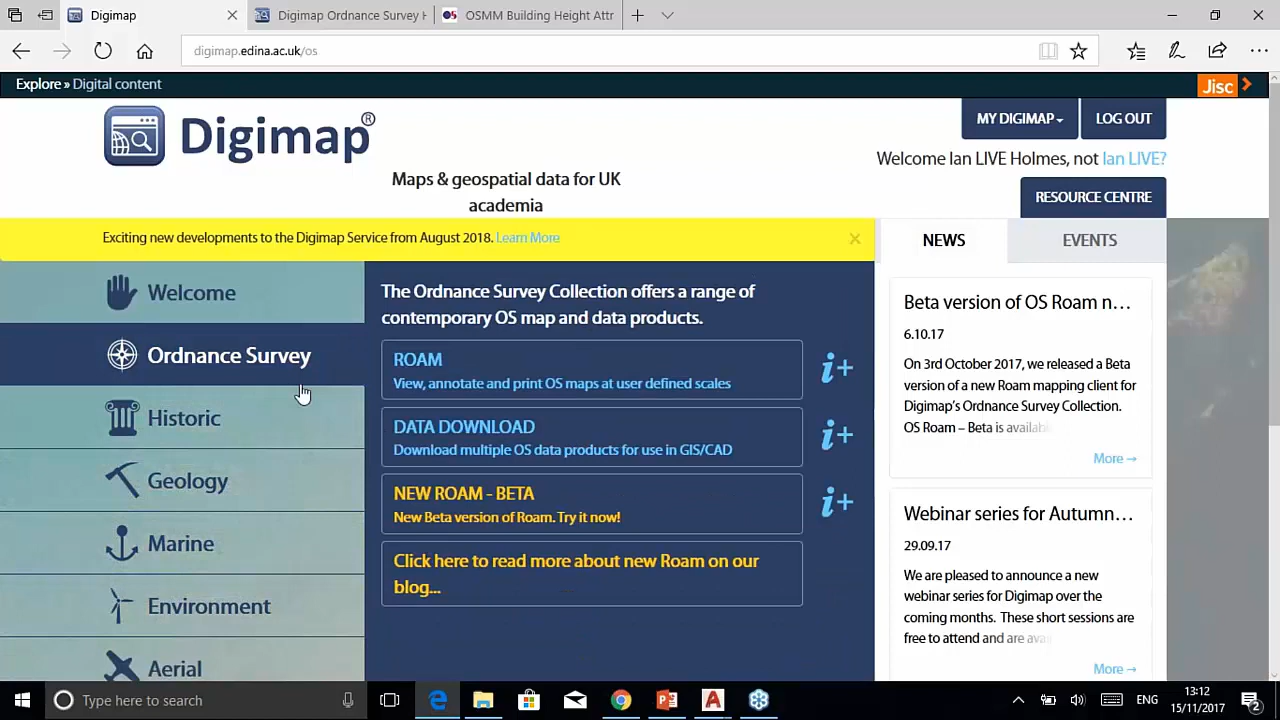 Digimap
Digimap Ordnance Survey
OSMM Building Height Attr
digimap.edina.ac.uk/os
Explore » Digital content
Jisc
Digimap®
MY DIGIMAP
LOG OUT
Welcome Ian LIVE Holmes, not Ian LIVE?
Maps & geospatial data for UK
academia
RESOURCE CENTRE
Exciting new developments to the Digimap Service from August 2018. Learn More
×
NEWS
EVENTS
Welcome
Ordnance Survey
Historic
Geology
Marine
Environment
Aerial
The Ordnance Survey Collection offers a range of
contemporary OS map and data products.
ROAM
View, annotate and print OS maps at user defined scales
i+
DATA DOWNLOAD
Download multiple OS data products for use in GIS/CAD
i+
NEW ROAM - BETA
New Beta version of Roam. Try it now!
i+
Click here to read more about new Roam on our
blog...
Beta version of OS Roam n...
6.10.17
On 3rd October 2017, we released a Beta
version of a new Roam mapping client for
Digimap's Ordnance Survey Collection.
OS Roam – Beta is available
More →
Webinar series for Autumn...
29.09.17
We are pleased to announce a new
webinar series for Digimap over the
coming months. These short sessions are
free to attend and are
More →
Type here to search
ENG
13:12
15/11/2017
2